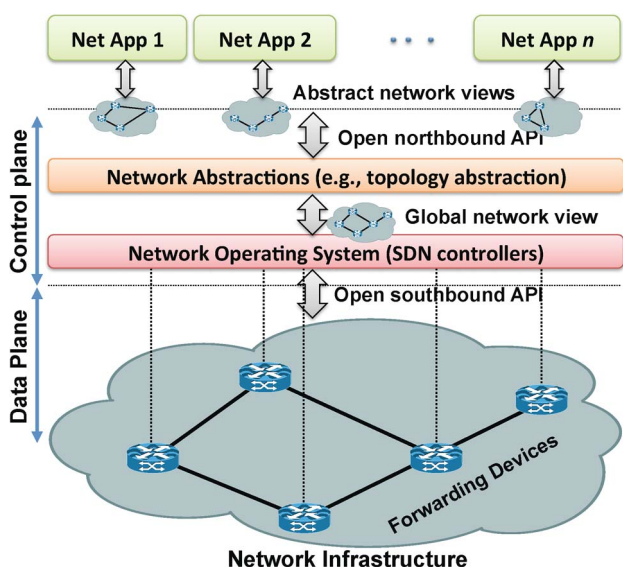 Net App 1
Net App 2
Net App n
Abstract network views
Open northbound API
Control plane
Network Abstractions (e.g., topology abstraction)
Global network view
Network Operating System (SDN controllers)
Open southbound API
Data Plane
Forwarding Devices
Network Infrastructure